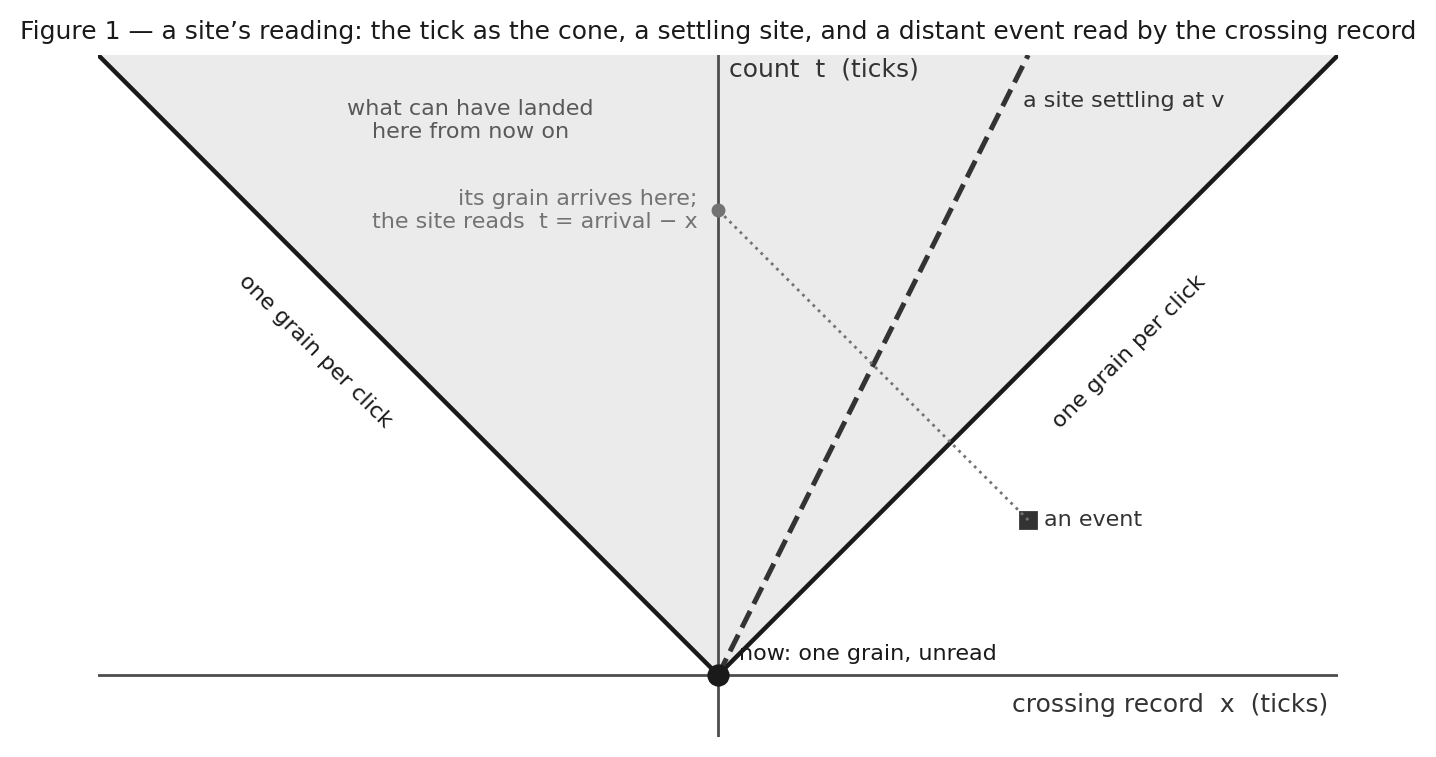 Figure 1 — a site’s reading: the tick as the cone, a settling site, and a distant event read by the crossing record
count t (ticks)
a site settling at v
what can have landed
here from now on
its grain arrives here;
the site reads t = arrival − x
one grain per click
one grain per click
an event
now: one grain, unread
crossing record x (ticks)